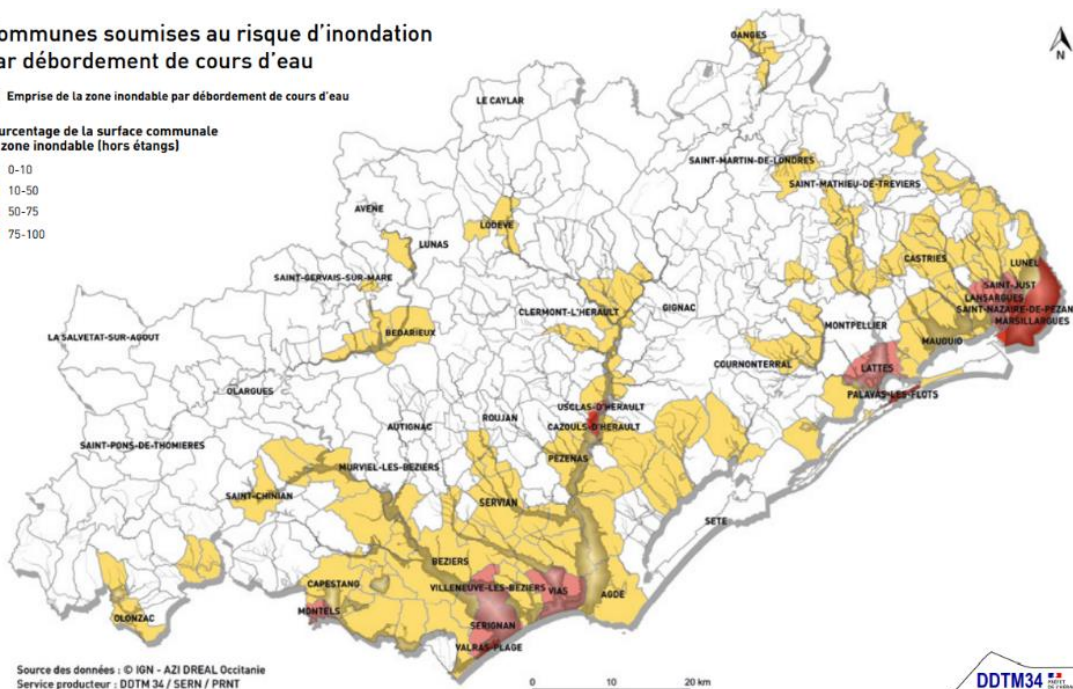 ommunes soumises au risque d'inondation
ar débordement de cours d'eau
Emprise de la zone inondable par débordement de cours d'eau
urcentage de la surface communale
zone inondable (hors étangs)
0-10
10-50
50-75
75-100
N
GANGES
LE CAYLAR
SAINT-MARTIN-DE-LONDRES
SAINT-MATHIEU-DE-TREVIERS
AVENE
LODEVE
LUNAS
CASTRIES
LUNEL
SAINT-GERVAIS-SUR-MARE
SAINT-JUST
LANSARGUES
SAINT-NAZAIRE-DE-PEZAN
MARSILLARGUES
CLERMONT-L'HERAULT
GIGNAC
MONTPELLIER
LA SALVETAT-SUR-AGOUT
BEDARIEUX
MAUGUIO
COURNONTERRAL
LATTES
OLARGUES
PALAVAS-LES-FLOTS
USCLAS-D'HERAULT
ROUJAN
AUTIGNAC
CAZOULS-D'HERAULT
SAINT-PONS-DE-THOMIERES
PEZENAS
MURVIEL-LES-BEZIERS
SAINT-CHINIAN
SERVIAN
SETE
BEZIERS
CAPESTANG
VILLENEUVE-LES-BEZIERS
VIAS
AGDE
MONTELS
OLONZAC
SERIGNAN
VALRAS-PLAGE
Source des données : © IGN - AZI DREAL Occitanie
Service producteur : DDTM 34 / SERN / PRNT
0 10 20 km
DDTM34